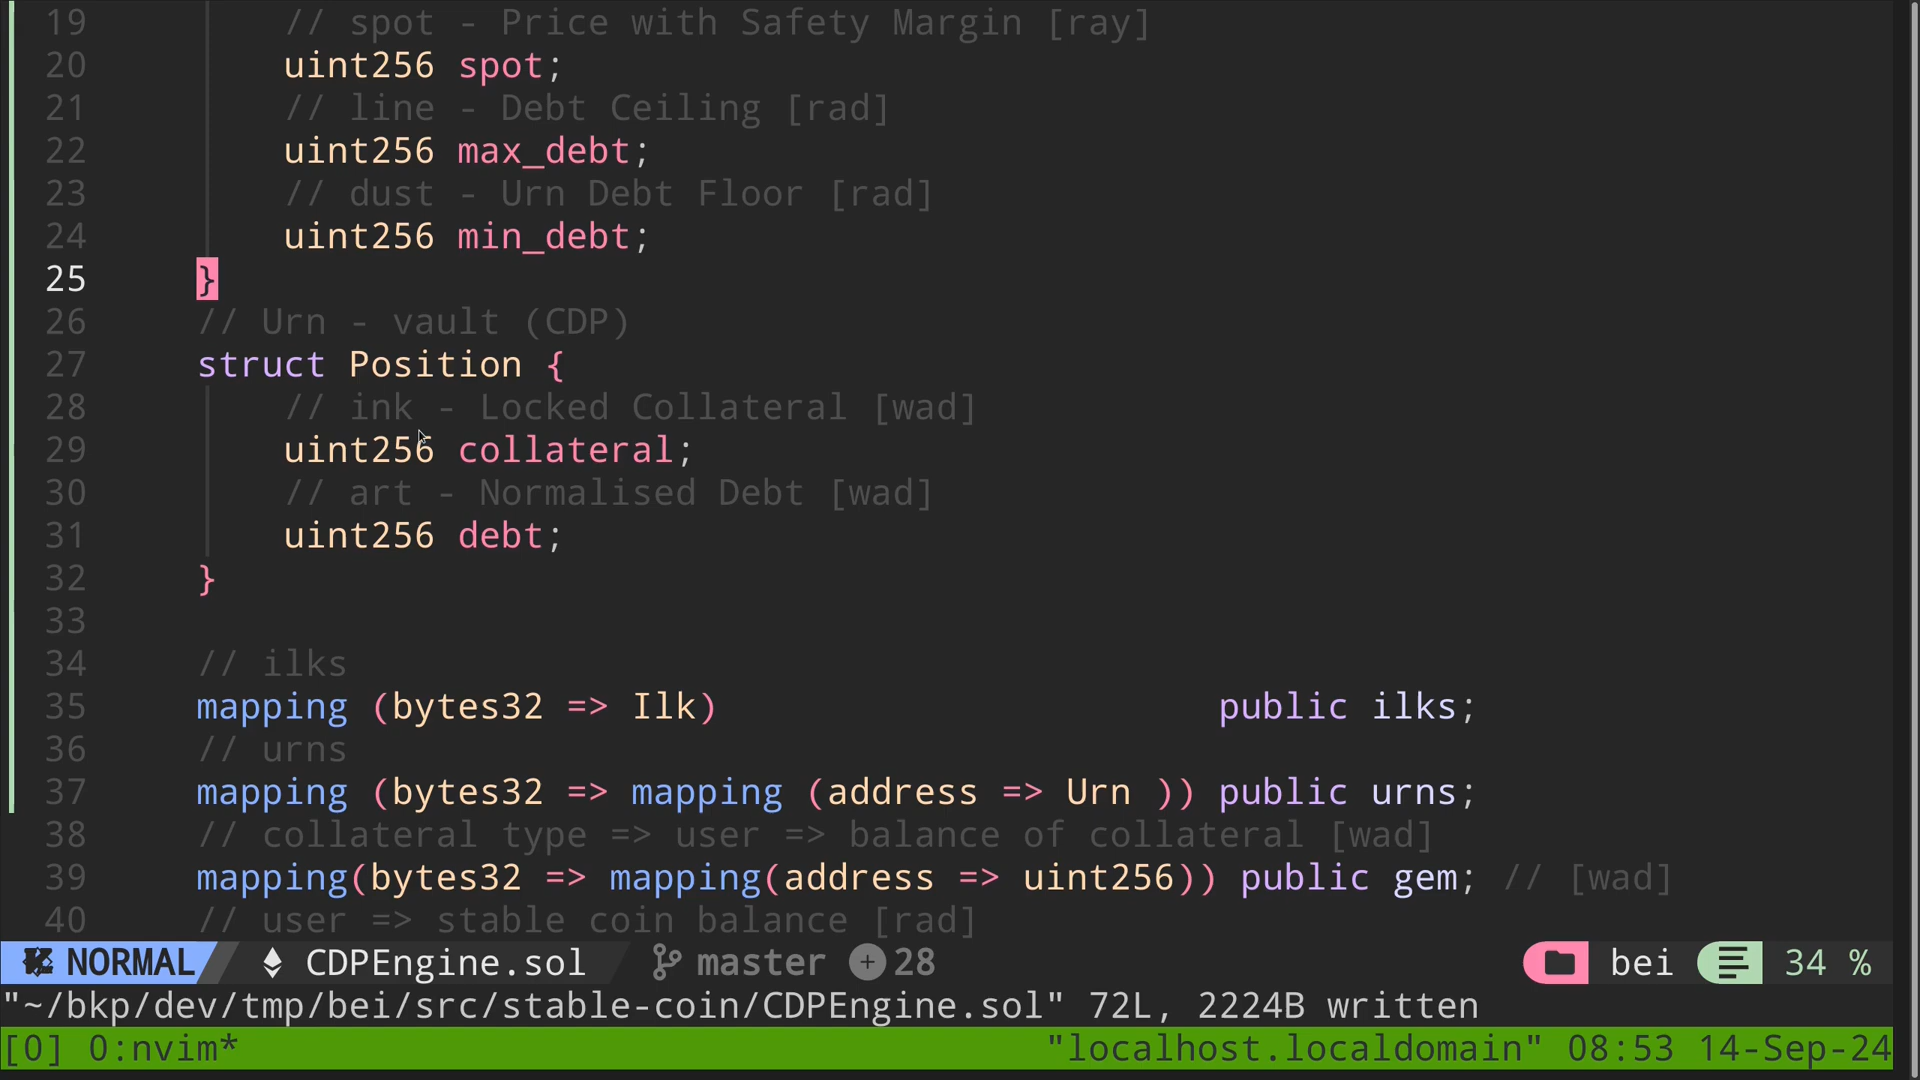 19 // spot - Price with Safety Margin [ray]
20 uint256 spot;
21 // line - Debt Ceiling [rad]
22 uint256 max_debt;
23 // dust - Urn Debt Floor [rad]
24 uint256 min_debt;
25 }
26 // Urn - vault (CDP)
27 struct Position {
28 // ink - Locked Collateral [wad]
29 uint256 collateral;
30 // art - Normalised Debt [wad]
31 uint256 debt;
32 }
33
34 // ilks
35 mapping (bytes32 => Ilk) public ilks;
36 // urns
37 mapping (bytes32 => mapping (address => Urn )) public urns;
38 // collateral type => user => balance of collateral [wad]
39 mapping(bytes32 => mapping(address => uint256)) public gem; // [wad]
40 // user => stable coin balance [rad]
NORMAL CDPEngine.sol master + 28 bei 34 %
"~/bkp/dev/tmp/bei/src/stable-coin/CDPEngine.sol" 72L, 2224B written
[0] 0:nvim* "localhost.localdomain" 08:53 14-Sep-24